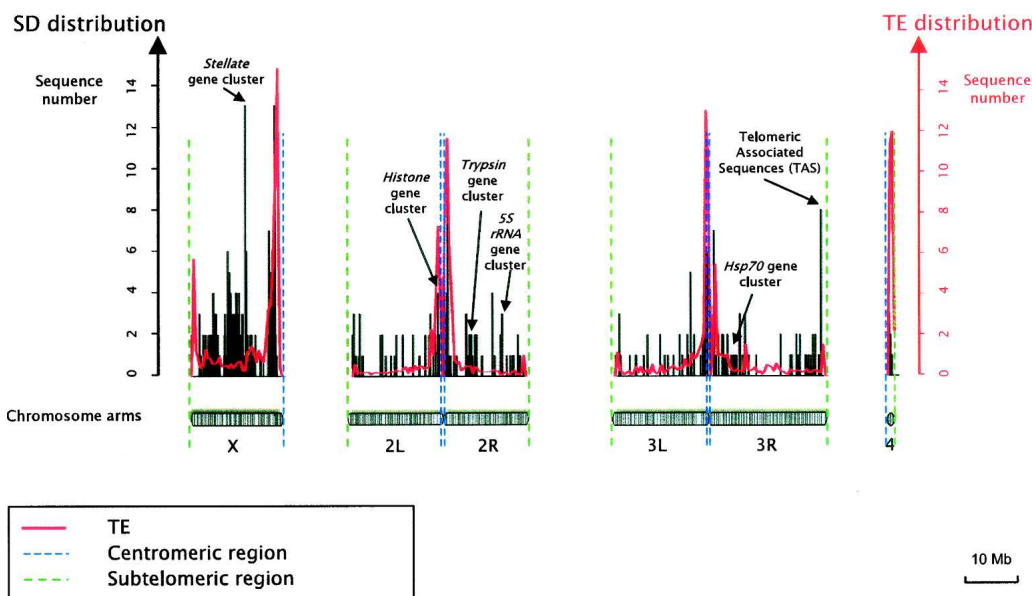 SD distribution
TE distribution
Sequence
number
Sequence
number
14
12
10
8
6
4
2
0
14
12
10
8
6
4
2
0
Stellate
gene cluster
Histone
gene
cluster
Trypsin
gene
cluster
5S
rRNA
gene
cluster
Telomeric
Associated
Sequences (TAS)
Hsp70 gene
cluster
Chromosome arms
X
2L
2R
3L
3R
4
TE
Centromeric region
Subtelomeric region
10 Mb